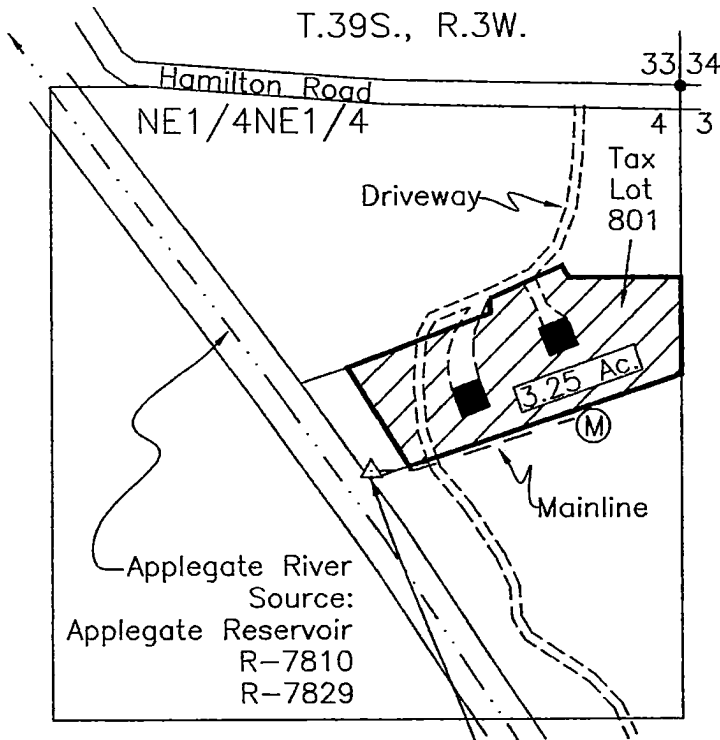 T.39S., R.3W.
33 34
Hamilton Road
NE1/4NE1/4
4 3
Tax
Lot
801
Driveway
3.25 Ac.
M
Mainline
Applegate River
Source:
Applegate Reservoir
R-7810
R-7829